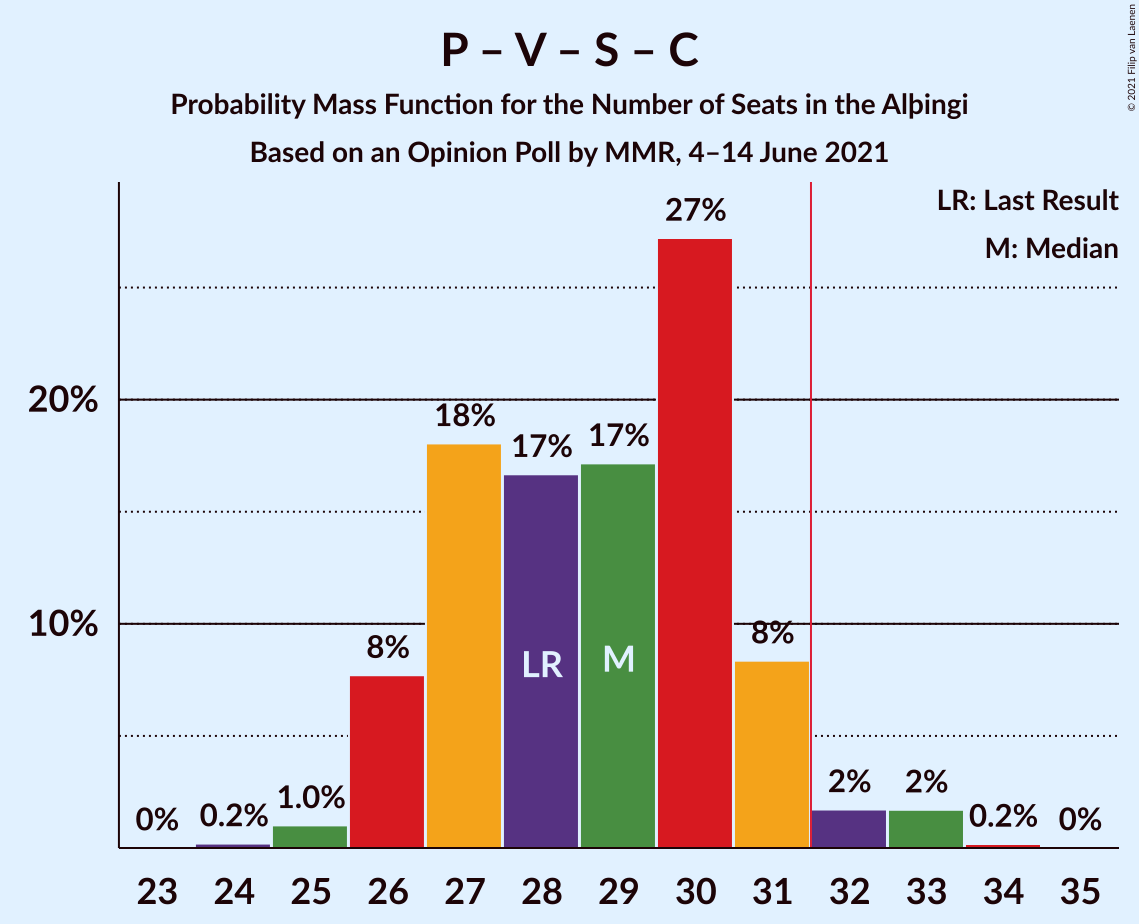 P – V – S – C
Probability Mass Function for the Number of Seats in the Alþingi
Based on an Opinion Poll by MMR, 4–14 June 2021
© 2021 Filip van Laenen
LR: Last Result
M: Median
20%
10%
0%
0.2%
1.0%
8%
18%
17%
17%
27%
8%
2%
2%
0.2%
0%
LR
M
23 24 25 26 27 28 29 30 31 32 33 34 35